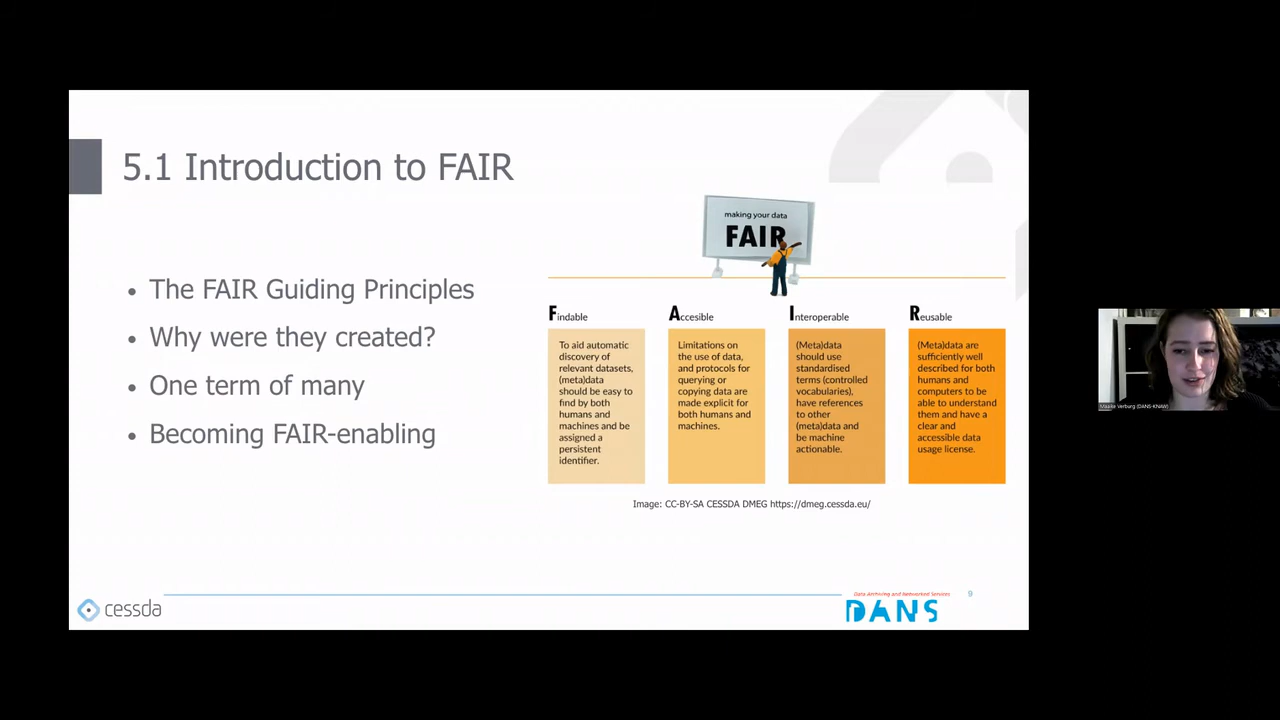 5.1 Introduction to FAIR
• The FAIR Guiding Principles
• Why were they created?
• One term of many
• Becoming FAIR-enabling
making your data
FAIR
Findable
To aid automatic
discovery of
relevant datasets,
(meta)data
should be easy to
find by both
humans and
machines and be
assigned a
persistent
identifier.
Accesible
Limitations on
the use of data,
and protocols for
querying or
copying data are
made explicit for
both humans and
machines.
Interoperable
(Meta)data
should use
standardised
terms (controlled
vocabularies),
have references
to other
(meta)data and
be machine
actionable.
Reusable
(Meta)data are
sufficiently well
described for both
humans and
computers to be
able to understand
them and have a
clear and
accessible data
usage license.
Image: CC-BY-SA CESSDA DMEG https://dmeg.cessda.eu/
cessda
Data Archiving and Networked Services
DANS
9
Maaike Verburg (DANS-KNAW)